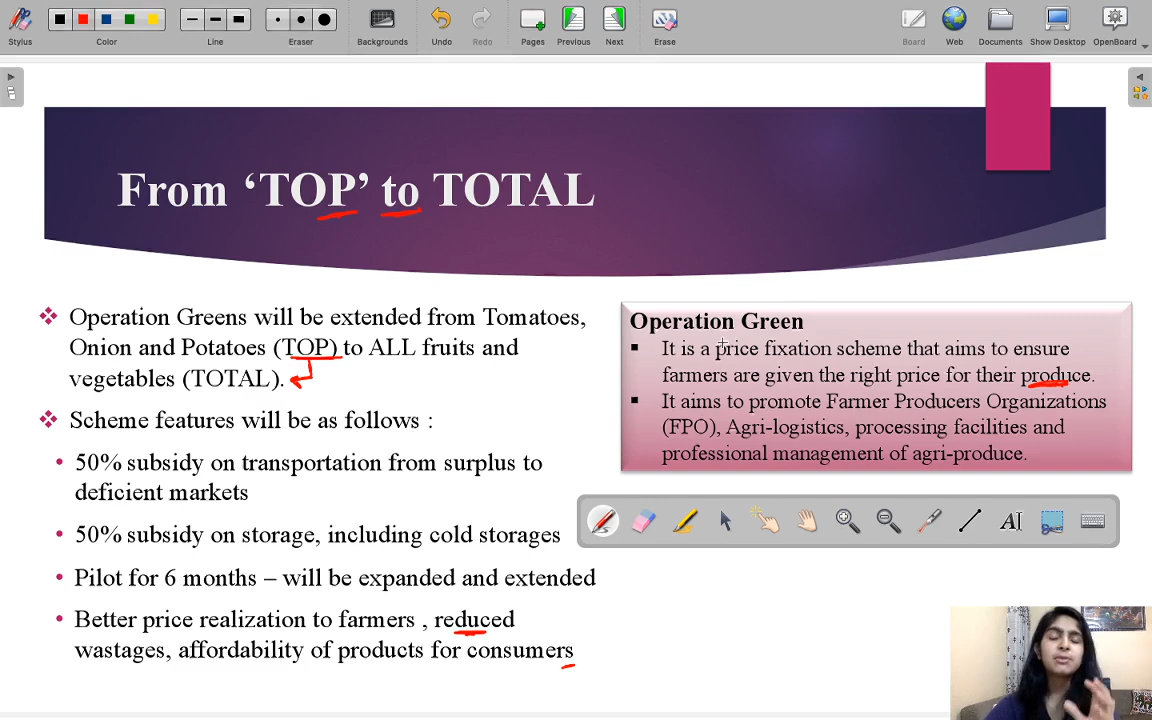 Stylus
Color
Line
Eraser
Backgrounds
Undo
Redo
Pages
Previous
Next
Erase
Board
Web
Documents
Show Desktop
OpenBoard
From ‘TOP’ to TOTAL
❖ Operation Greens will be extended from Tomatoes,
Onion and Potatoes (TOP) to ALL fruits and
vegetables (TOTAL).
❖ Scheme features will be as follows :
• 50% subsidy on transportation from surplus to
deficient markets
• 50% subsidy on storage, including cold storages
• Pilot for 6 months – will be expanded and extended
• Better price realization to farmers , reduced
wastages, affordability of products for consumers
Operation Green
▪ It is a price fixation scheme that aims to ensure
farmers are given the right price for their produce.
▪ It aims to promote Farmer Producers Organizations
(FPO), Agri-logistics, processing facilities and
professional management of agri-produce.
AI